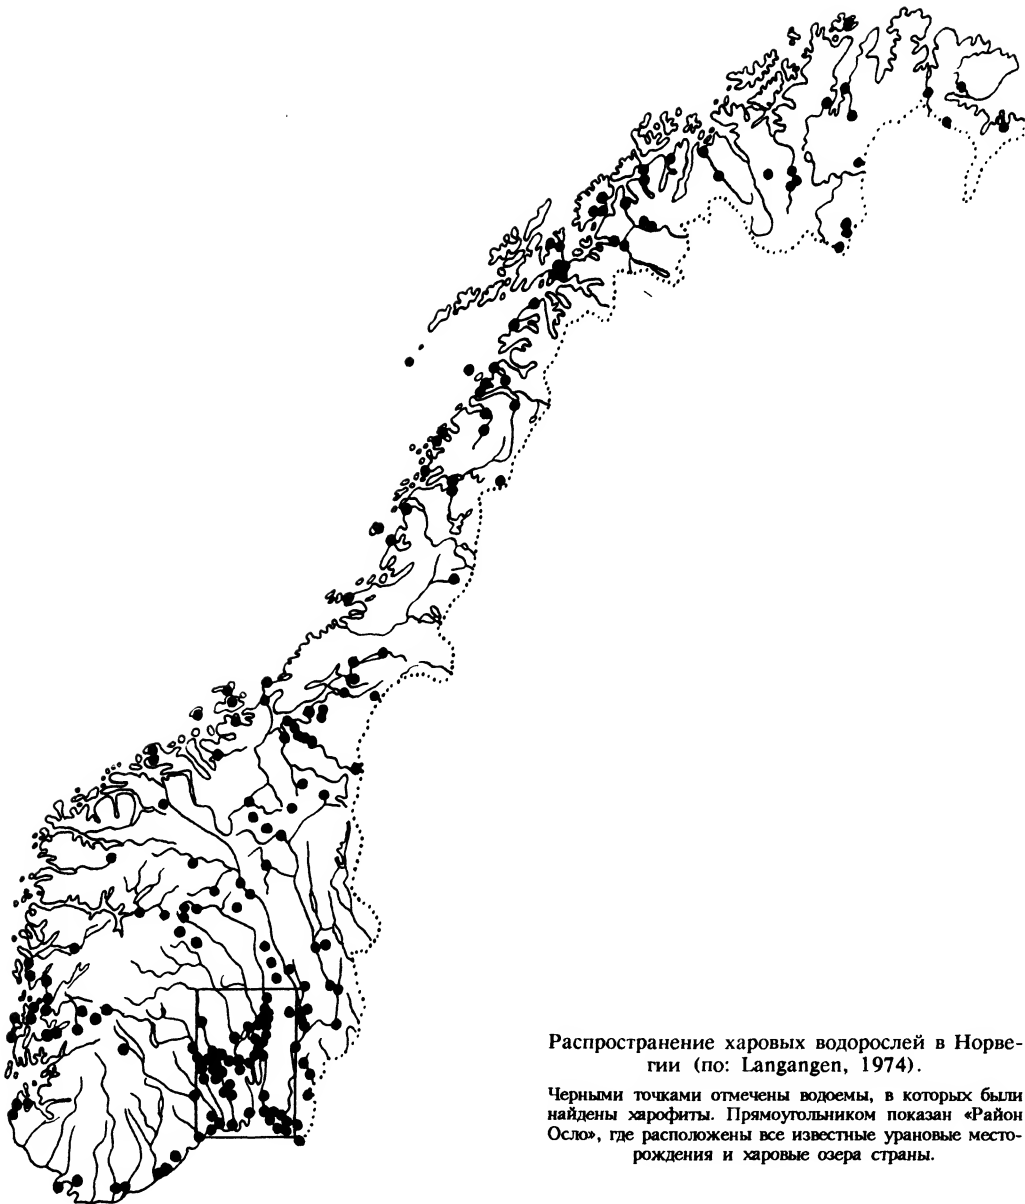 Распространение харовых водорослей в Норве-
гии (по: Langangen, 1974).
Черными точками отмечены водоемы, в которых были
найдены харофиты. Прямоугольником показан «Район
Осло», где расположены все известные урановые место-
рождения и харовые озера страны.